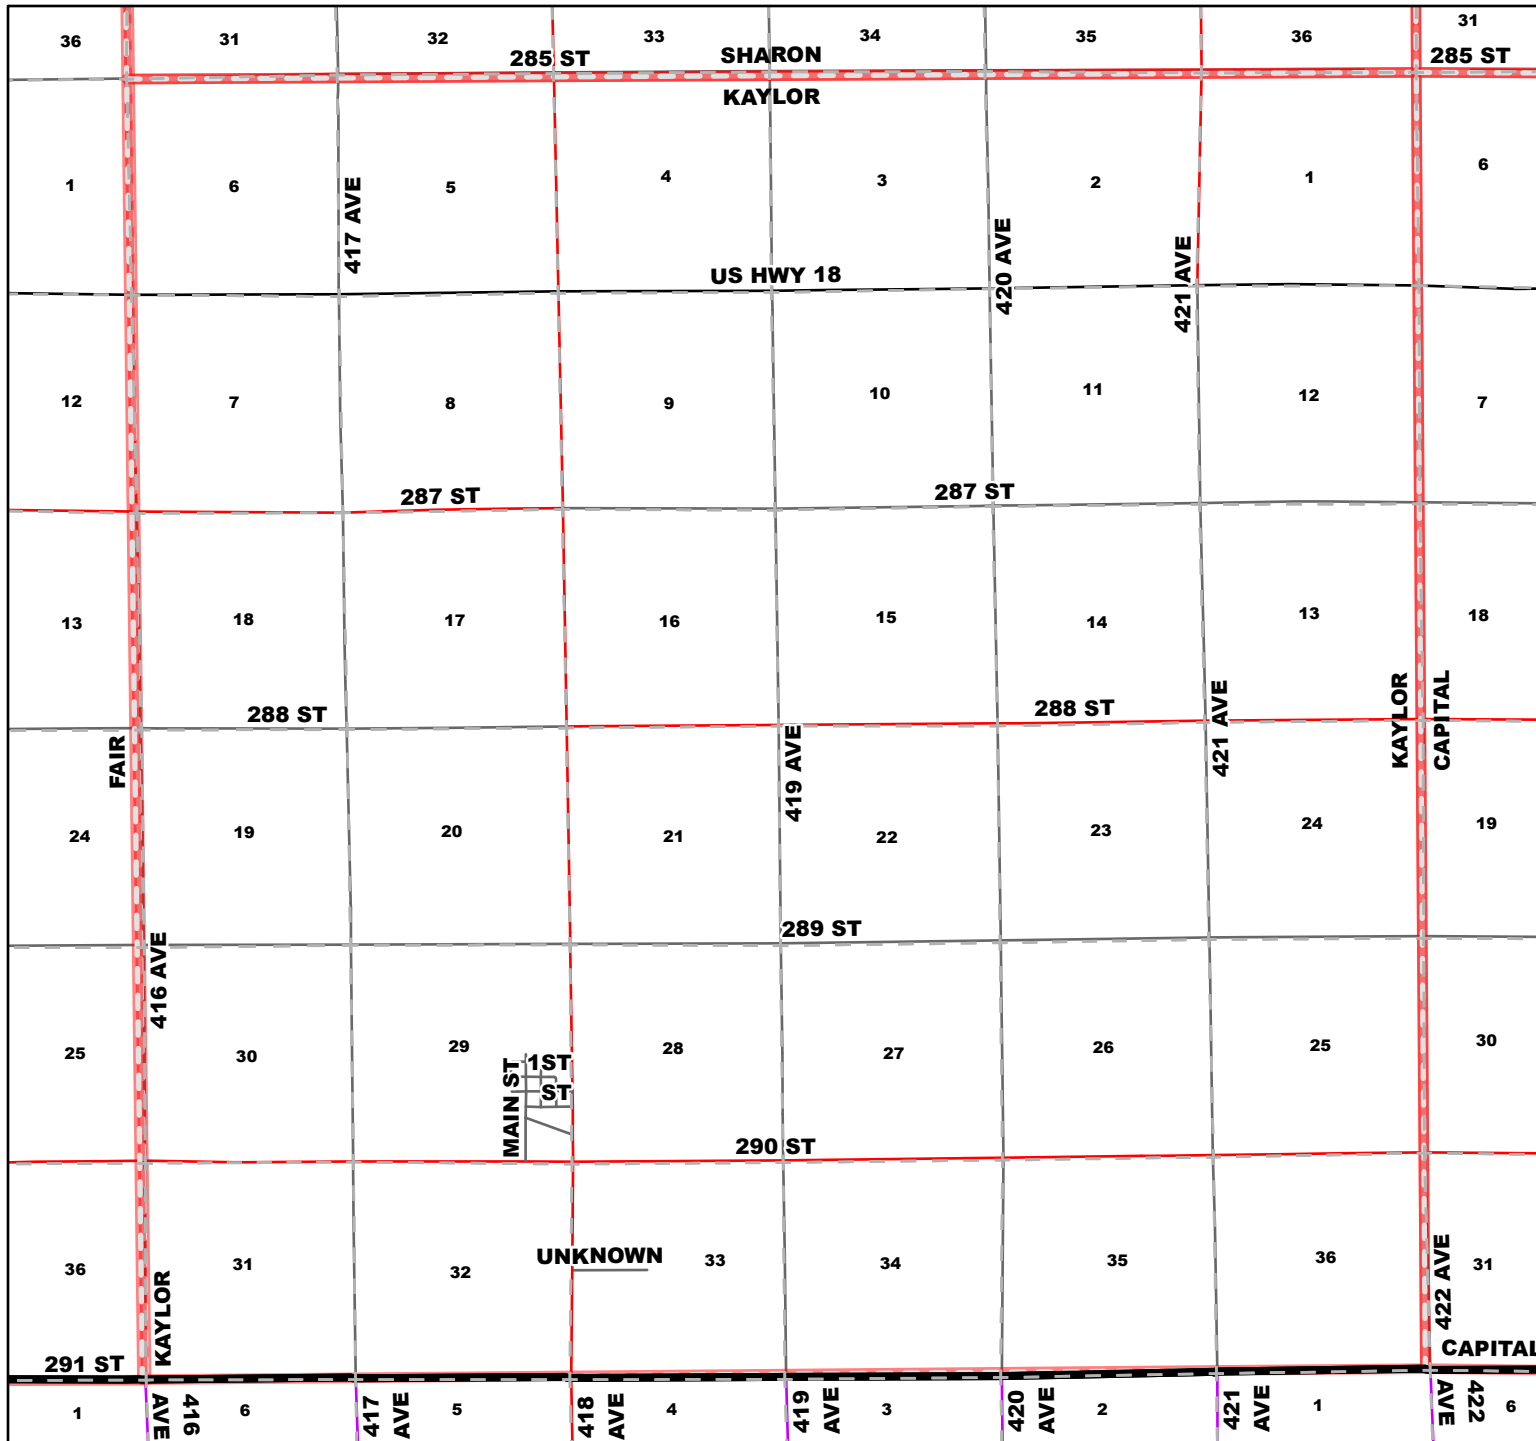 36 31 32 33 34 35 36 31
285 ST SHARON 285 ST
KAYLOR
1 6 5 4 3 2 1 6
417 AVE
420 AVE
421 AVE
US HWY 18
12 7 8 9 10 11 12 7
287 ST 287 ST
13 18 17 16 15 14 13 18
288 ST 288 ST
FAIR
419 AVE
421 AVE
KAYLOR
CAPITAL
24 19 20 21 22 23 24 19
289 ST
416 AVE
25 30 29 28 27 26 25 30
MAIN ST
1ST
ST
290 ST
36 31 32 33 34 35 36 31
UNKNOWN
KAYLOR
422 AVE
291 ST CAPITAL
1 6 5 4 3 2 1 6
416 AVE
417 AVE
418 AVE
419 AVE
420 AVE
421 AVE
422 AVE